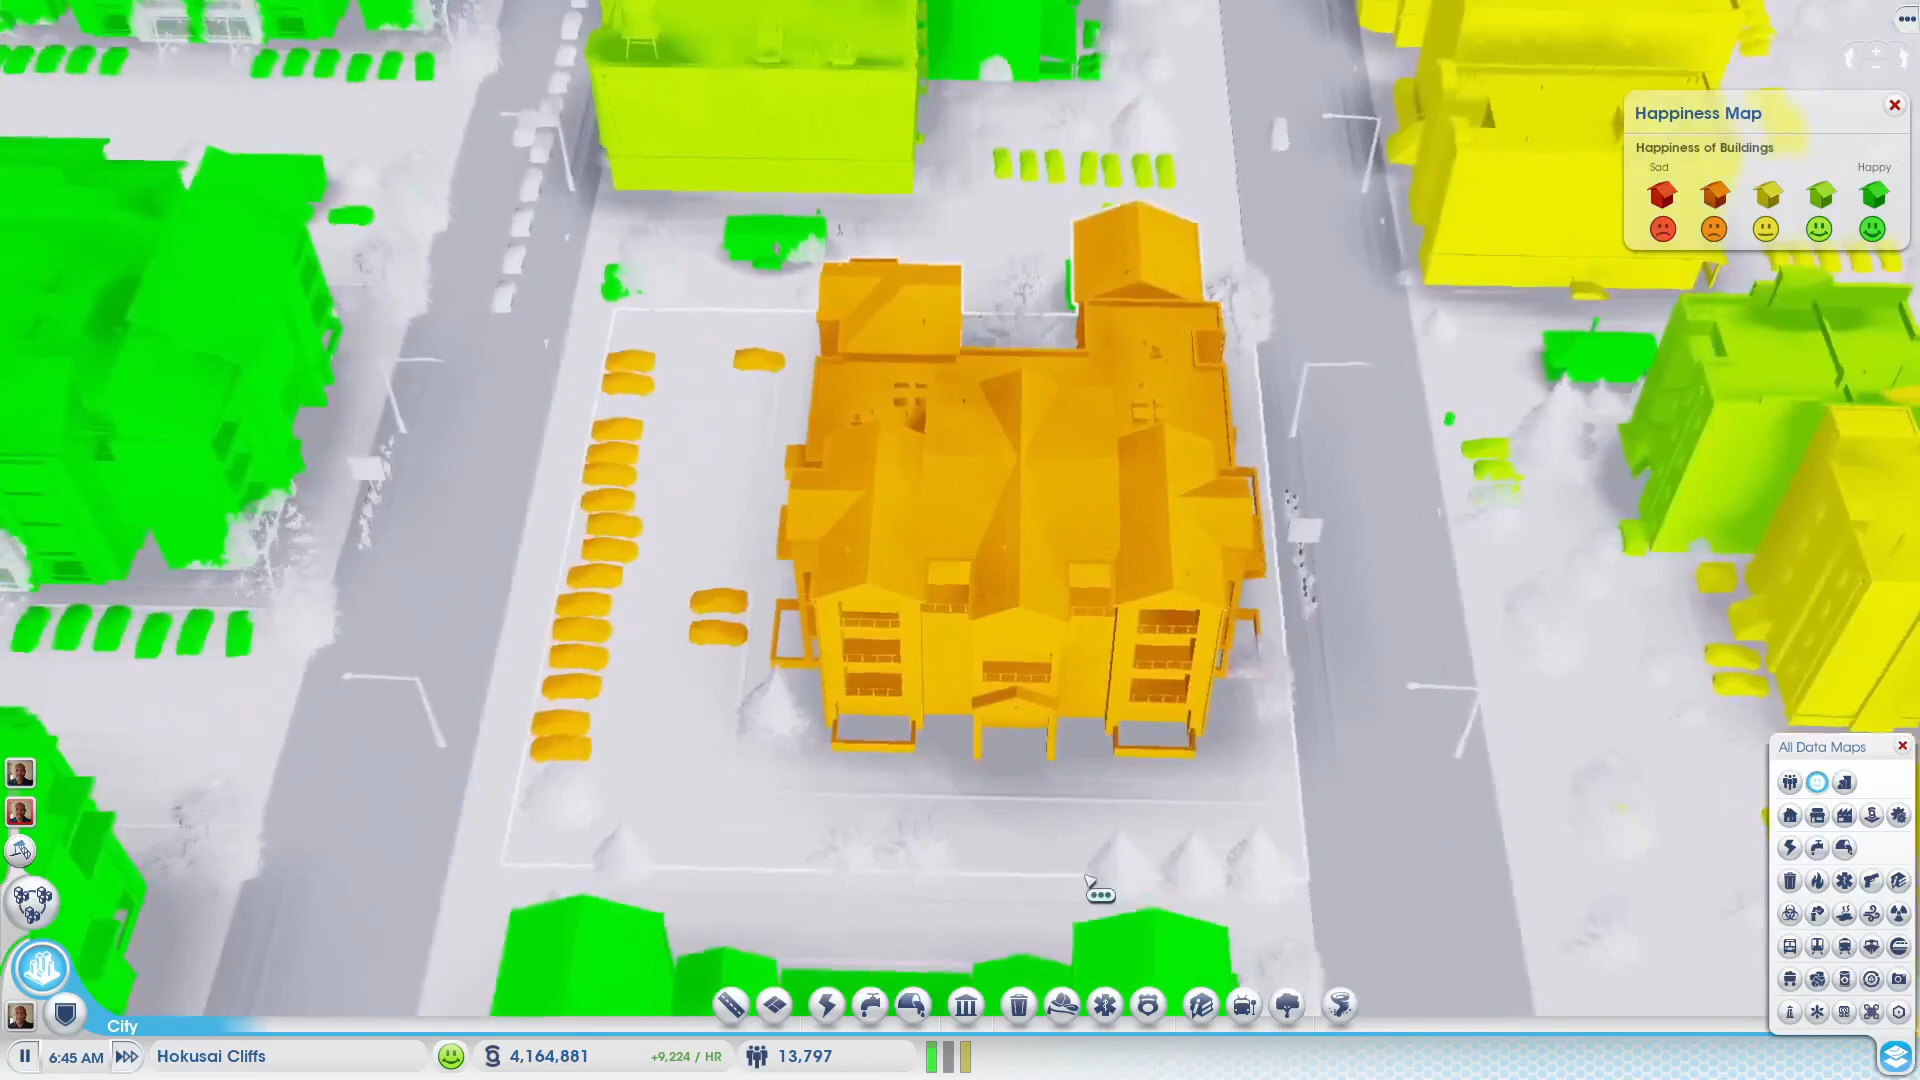 Happiness Map
Happiness of Buildings
Sad Happy
All Data Maps
City
6:45 AM Hokusai Cliffs 4,164,881 +9,224 / HR 13,797